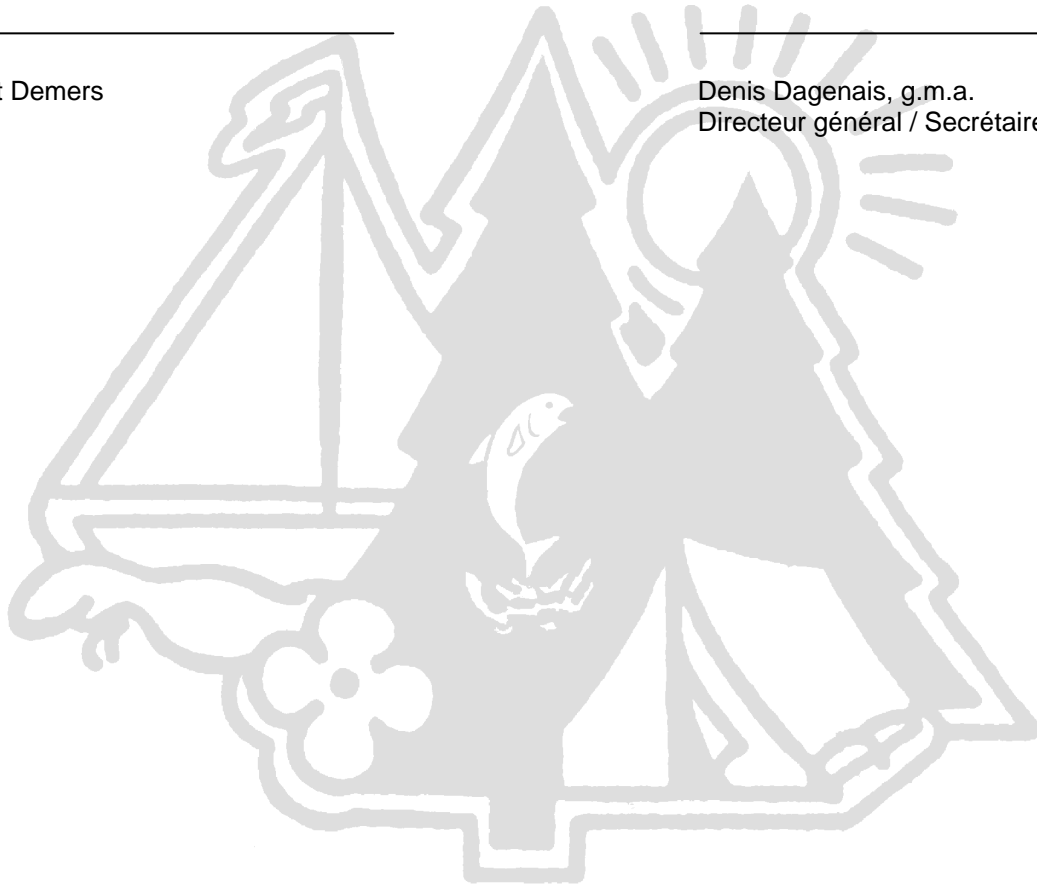 Demers
Denis Dagenais, g.m.a.
Directeur général / Secrétaire